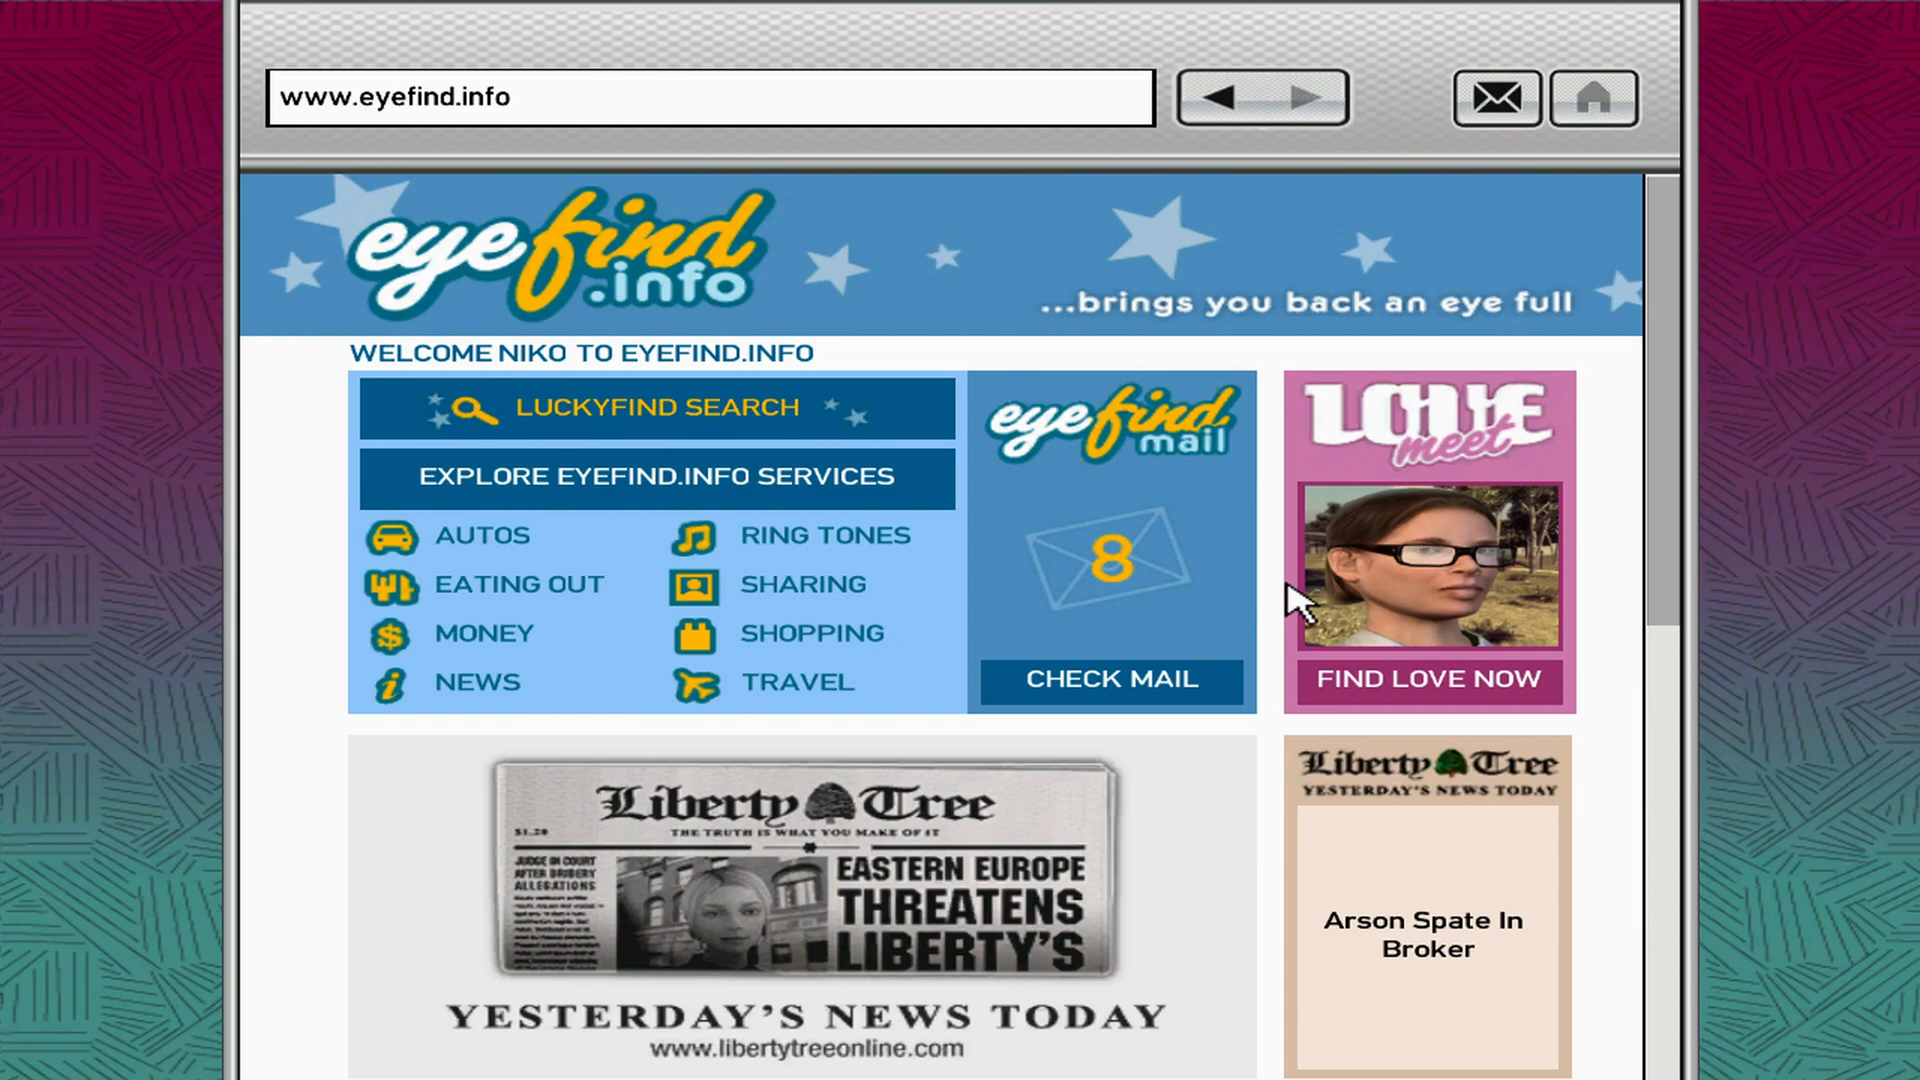 www.eyefind.info
eyefind
.info
...brings you back an eye full
WELCOME NIKO TO EYEFIND.INFO
LUCKYFIND SEARCH
EXPLORE EYEFIND.INFO SERVICES
AUTOS
RING TONES
EATING OUT
SHARING
MONEY
SHOPPING
NEWS
TRAVEL
eyefind
mail
8
CHECK MAIL
LOVE
meet
FIND LOVE NOW
Liberty Tree
$1.20
THE TRUTH IS WHAT YOU MAKE OF IT
JUDGE IN COURT
AFTER BRIBERY
ALLEGATIONS
EASTERN EUROPE
THREATENS
LIBERTY'S
YESTERDAY'S NEWS TODAY
www.libertytreeonline.com
Liberty Tree
YESTERDAY'S NEWS TODAY
Arson Spate In
Broker